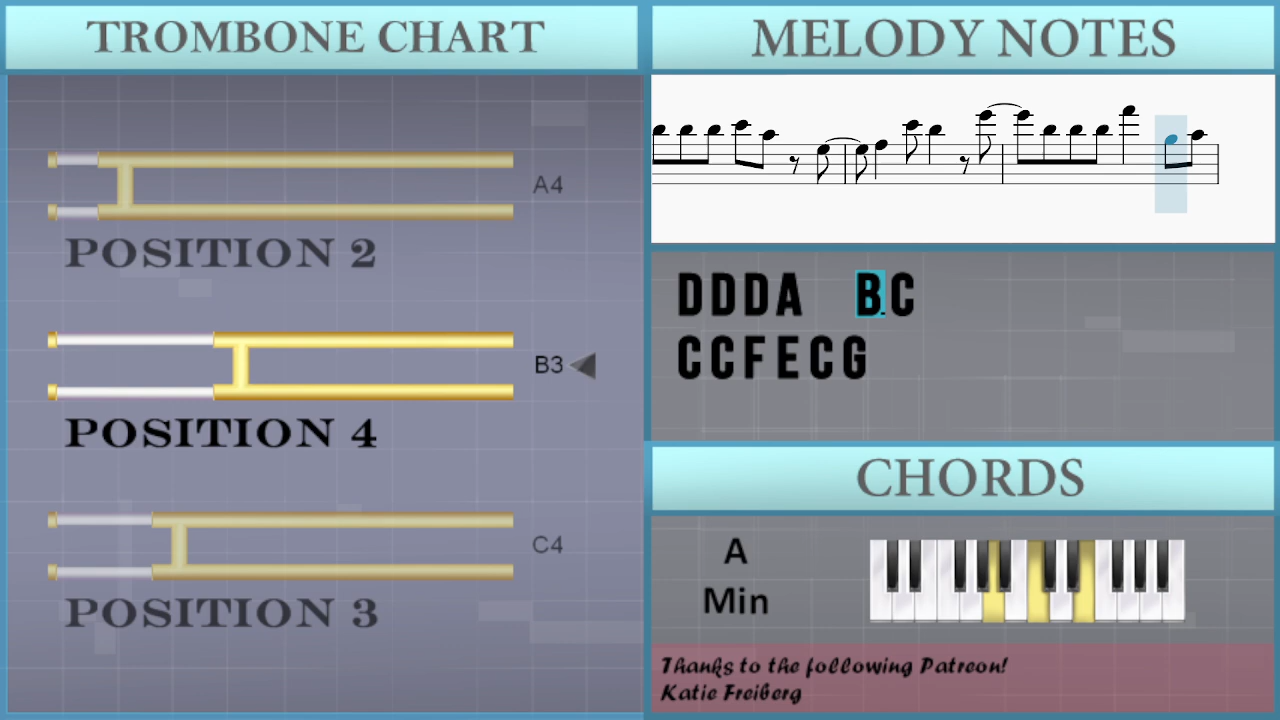 TROMBONE CHART
A4
POSITION 2
B3
POSITION 4
C4
POSITION 3
MELODY NOTES
DDDA BC
CCFECG
CHORDS
A
Min
Thanks to the following Patreon!
Katie Freiberg